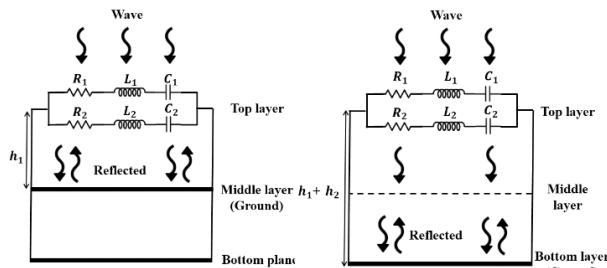 Wave
R₁ L₁ C₁
R₂ L₂ C₂
Top layer
h₁
Reflected
Middle layer
(Ground)
Bottom plane
Wave
R₁ L₁ C₁
R₂ L₂ C₂
Top layer
h₁ + h₂
Middle
layer
Reflected
Bottom layer